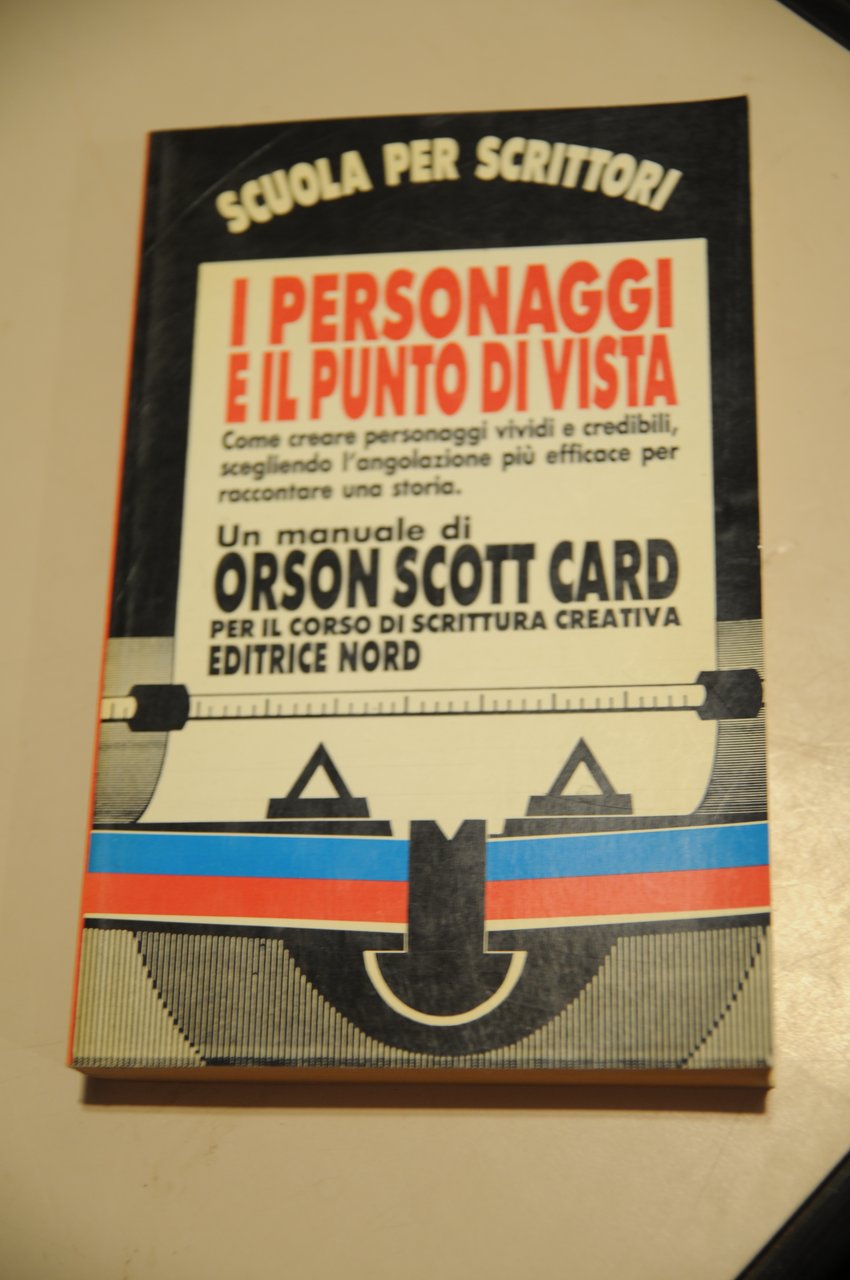 SCUOLA PER SCRITTORI
I PERSONAGGI
E IL PUNTO DI VISTA
Come creare personaggi vividi e credibili,
scegliendo l'angolazione più efficace per
raccontare una storia.
Un manuale di
ORSON SCOTT CARD
PER IL CORSO DI SCRITTURA CREATIVA
EDITRICE NORD